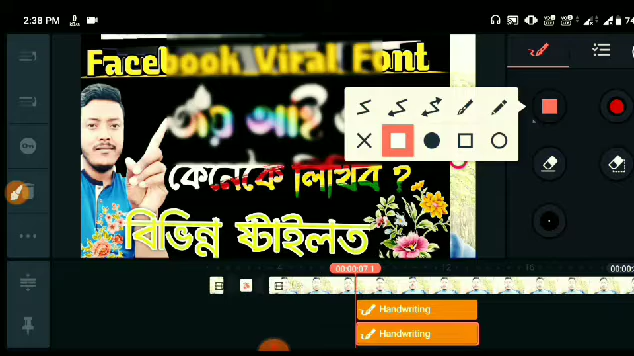 2:38 PM
Facebook Viral Font
কেনেকৈ লিখিব ?
বিভিন্ন ষ্টাইলত
00:00:07.1
Handwriting
Handwriting